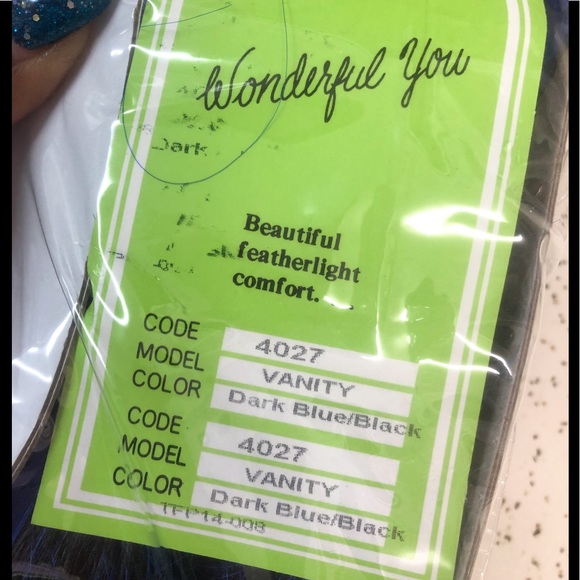 Wonderful You
Dark
Beautiful
featherlight
comfort.
CODE 4027
MODEL VANITY
COLOR Dark Blue/Black
CODE 4027
MODEL VANITY
COLOR Dark Blue/Black